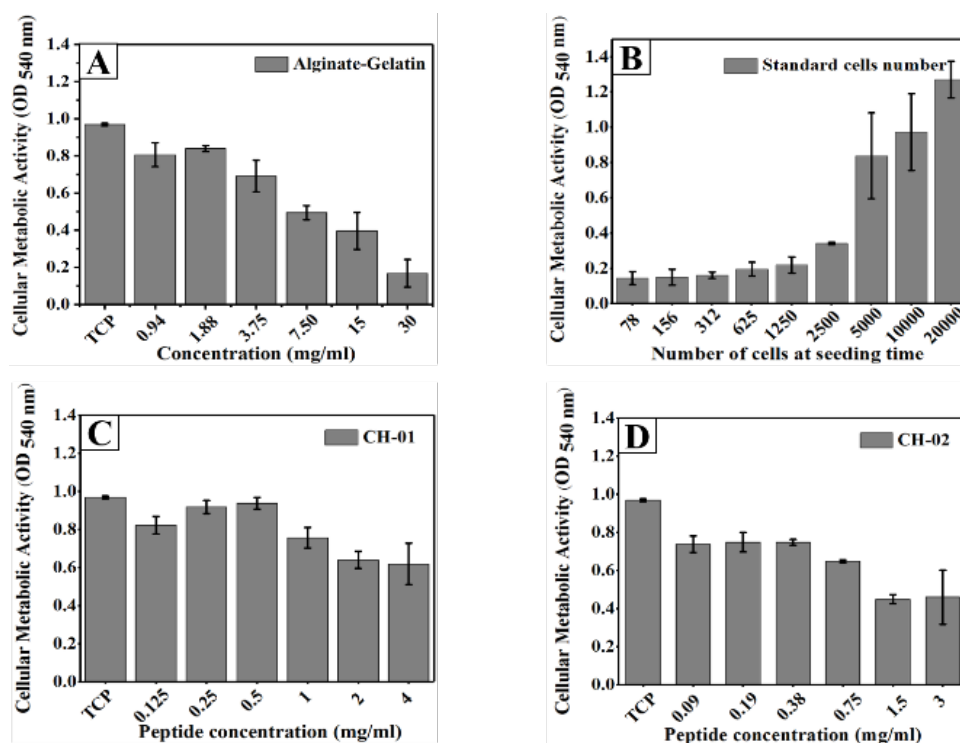 A
Alginate-Gelatin
Cellular Metabolic Activity (OD 540 nm)
1.4
1.2
1.0
0.8
0.6
0.4
0.2
0.0
TCP 0.94 1.88 3.75 7.50 15 30
Concentration (mg/ml)
B
Standard cells number
Cellular Metabolic Activity (OD 540 nm)
1.4
1.2
1.0
0.8
0.6
0.4
0.2
0.0
78 156 312 625 1250 2500 5000 10000 20000
Number of cells at seeding time
C
CH-01
Cellular Metabolic Activity (OD 540 nm)
1.4
1.2
1.0
0.8
0.6
0.4
0.2
0.0
TCP 0.125 0.25 0.5 1 2 4
Peptide concentration (mg/ml)
D
CH-02
Cellular Metabolic Activity (OD 540 nm)
1.4
1.2
1.0
0.8
0.6
0.4
0.2
0.0
TCP 0.09 0.19 0.38 0.75 1.5 3
Peptide concentration (mg/ml)